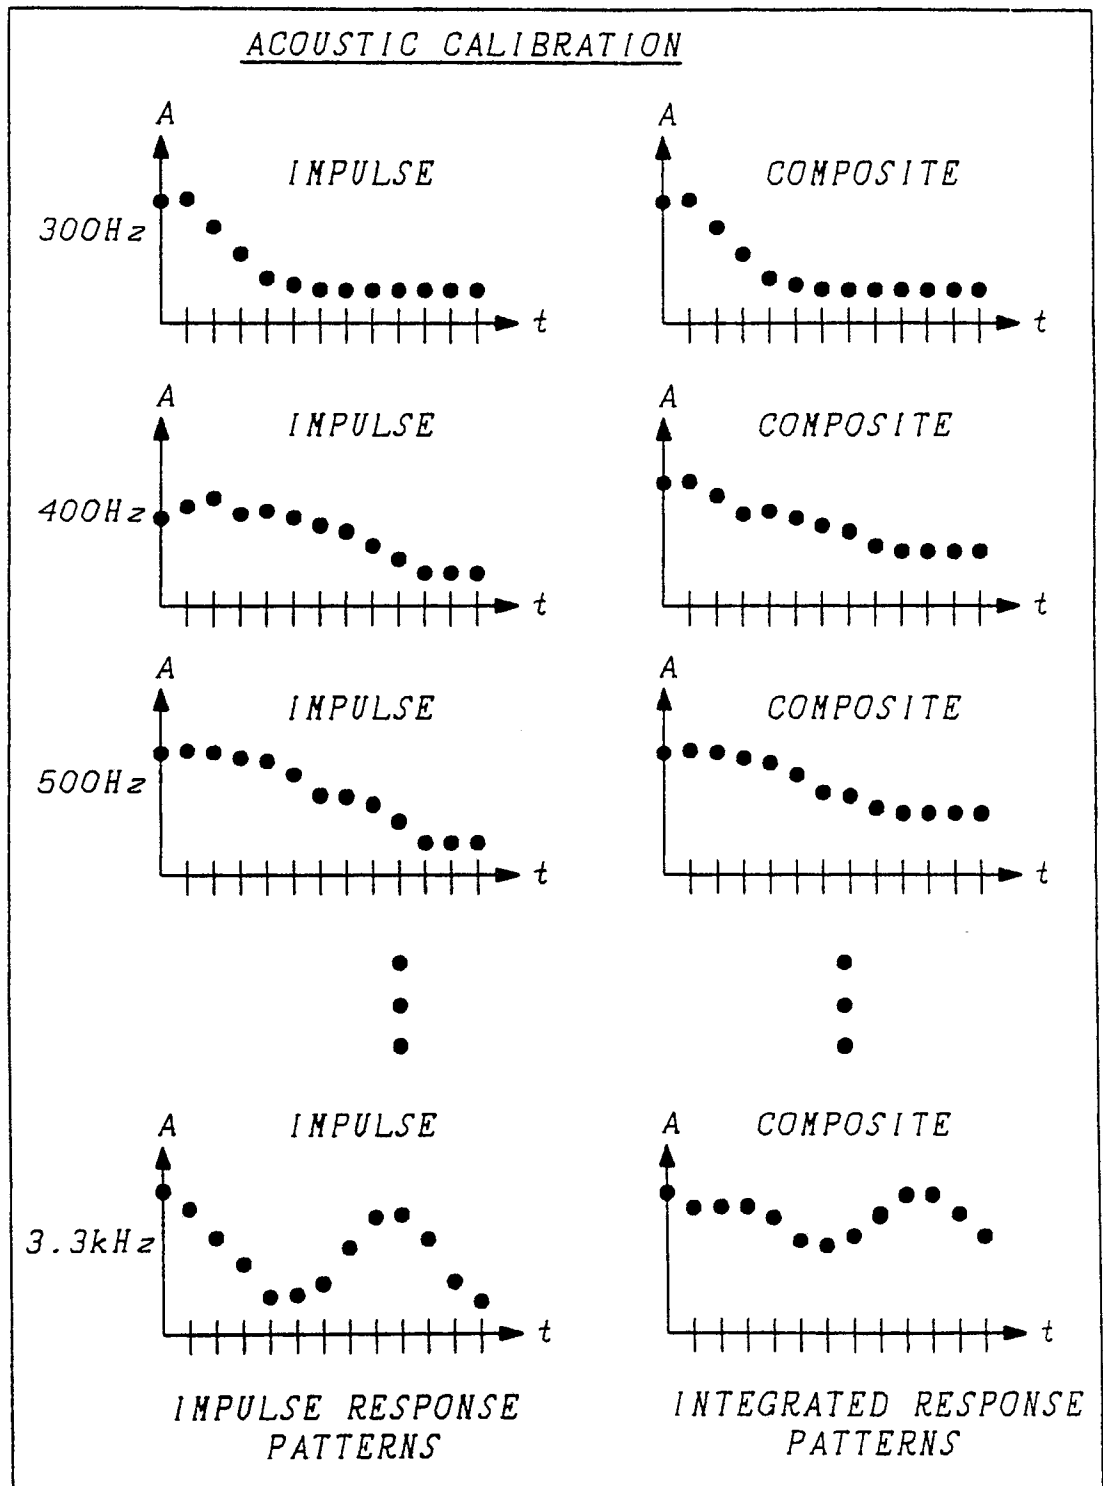 ACOUSTIC CALIBRATION
A
IMPULSE
300Hz
t
A
COMPOSITE
t
A
IMPULSE
400Hz
t
A
COMPOSITE
t
A
IMPULSE
500Hz
t
A
COMPOSITE
t
A
IMPULSE
3.3kHz
t
A
COMPOSITE
t
IMPULSE RESPONSE
PATTERNS
INTEGRATED RESPONSE
PATTERNS